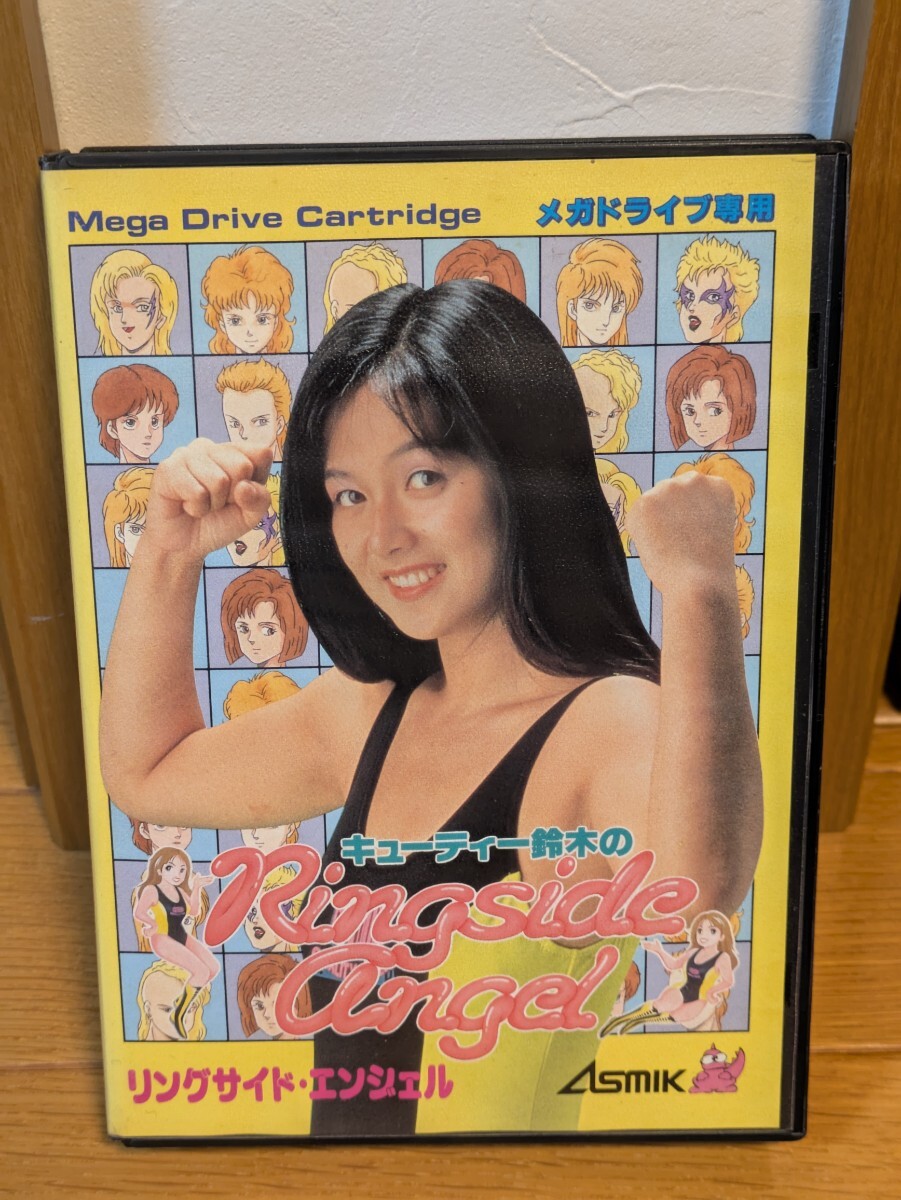 Mega Drive Cartridge
メガドライブ専用
キューティー鈴木の
Ringside
angel
リングサイド・エンジェル
ASMIK